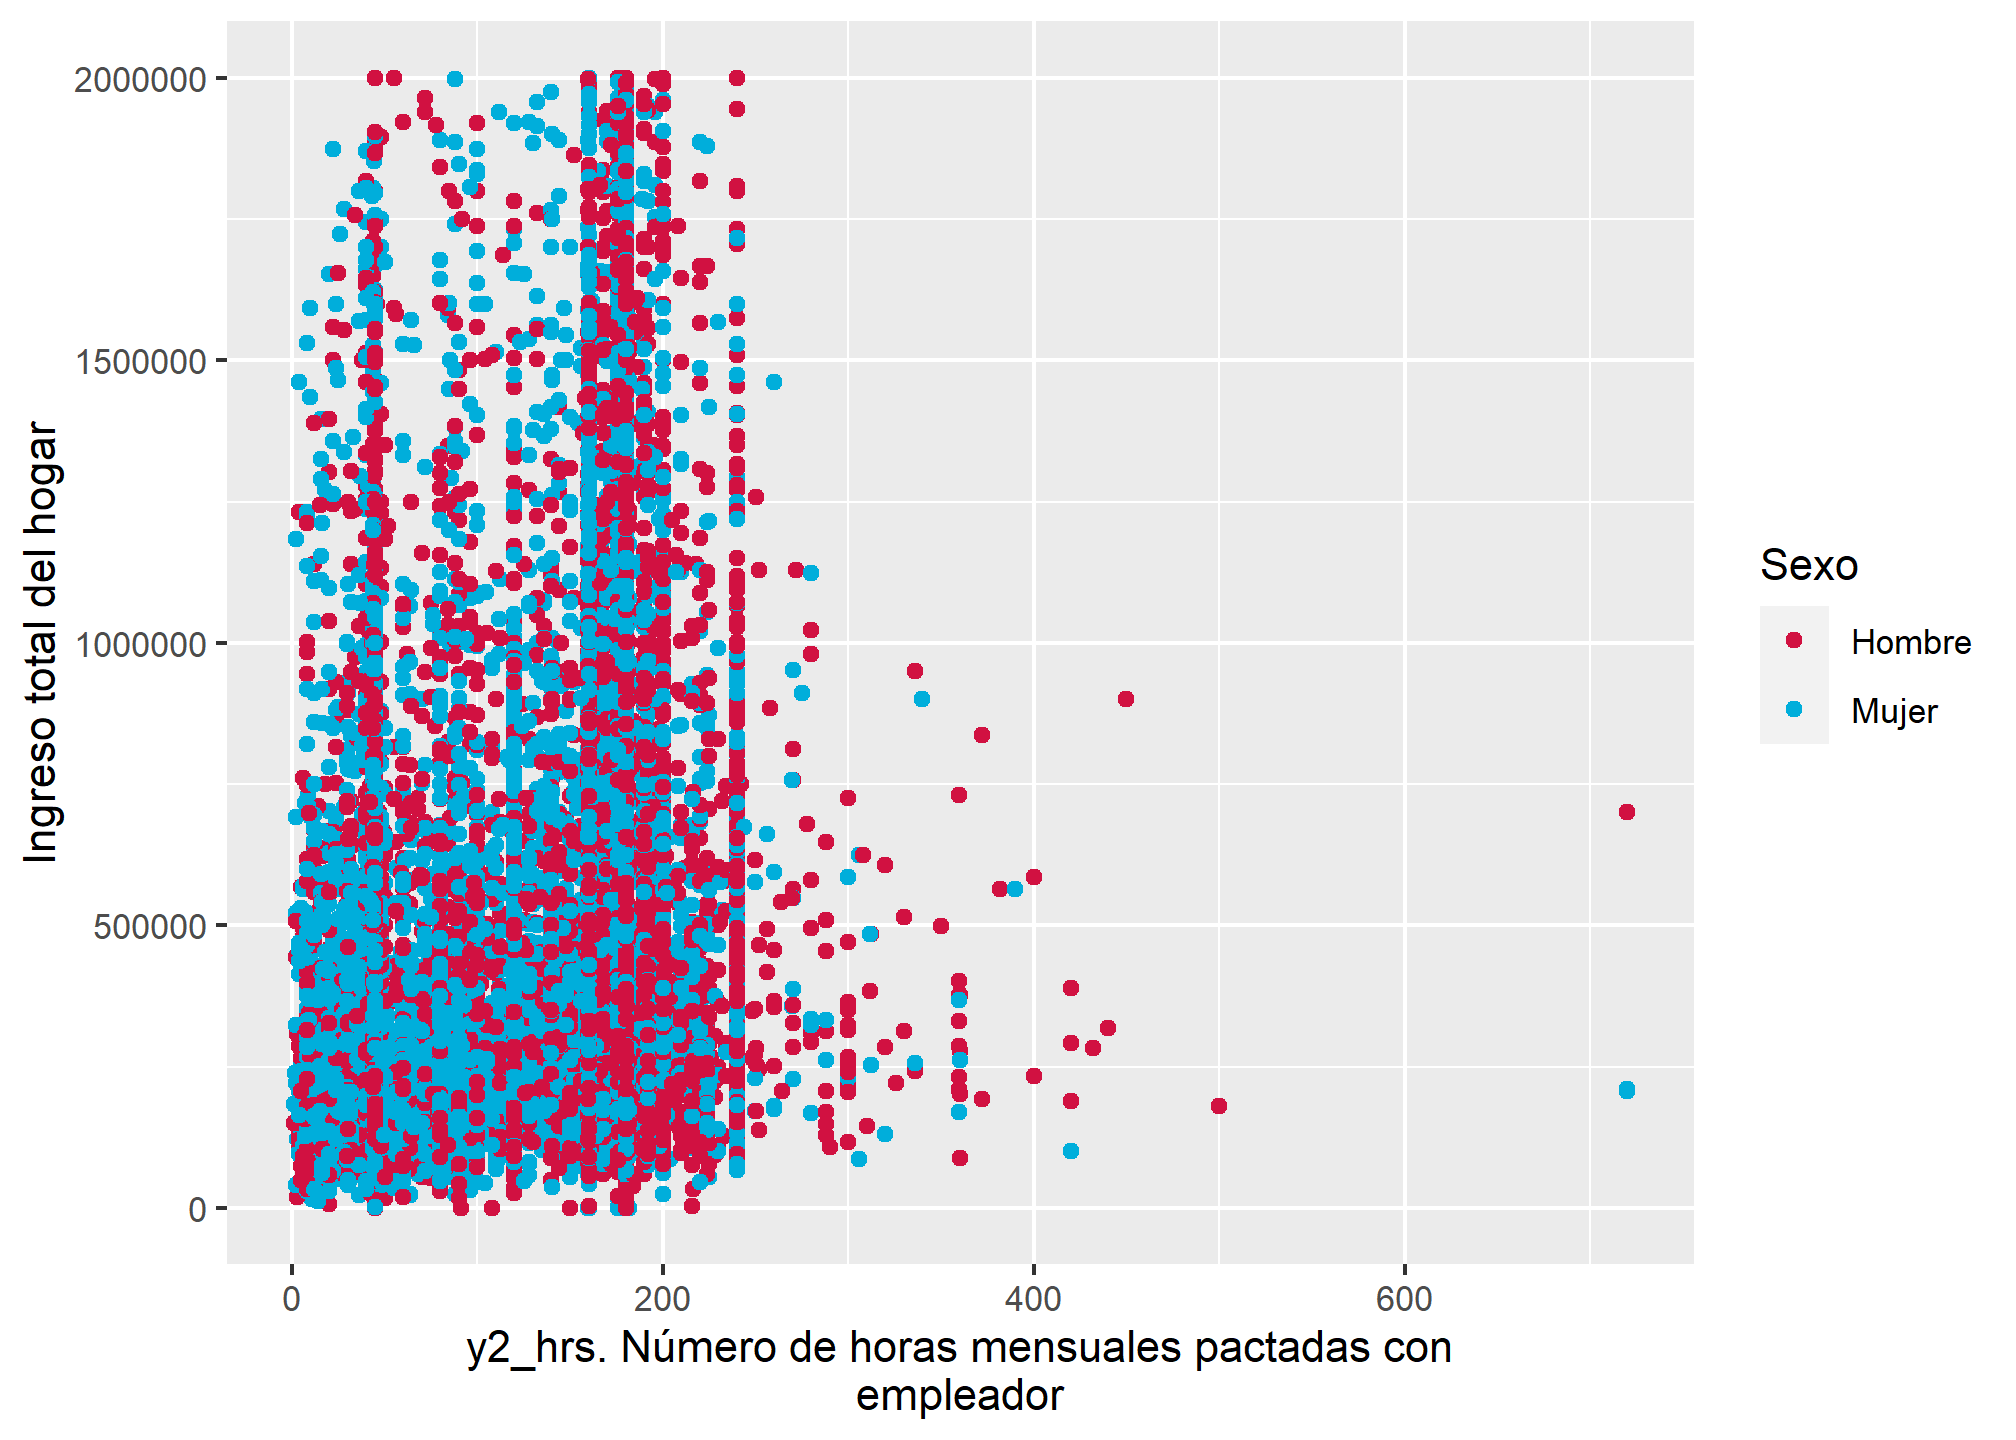 Ingreso total del hogar
2000000
1500000
1000000
500000
0
0
200
400
600
y2_hrs. Número de horas mensuales pactadas con
empleador
Sexo
Hombre
Mujer